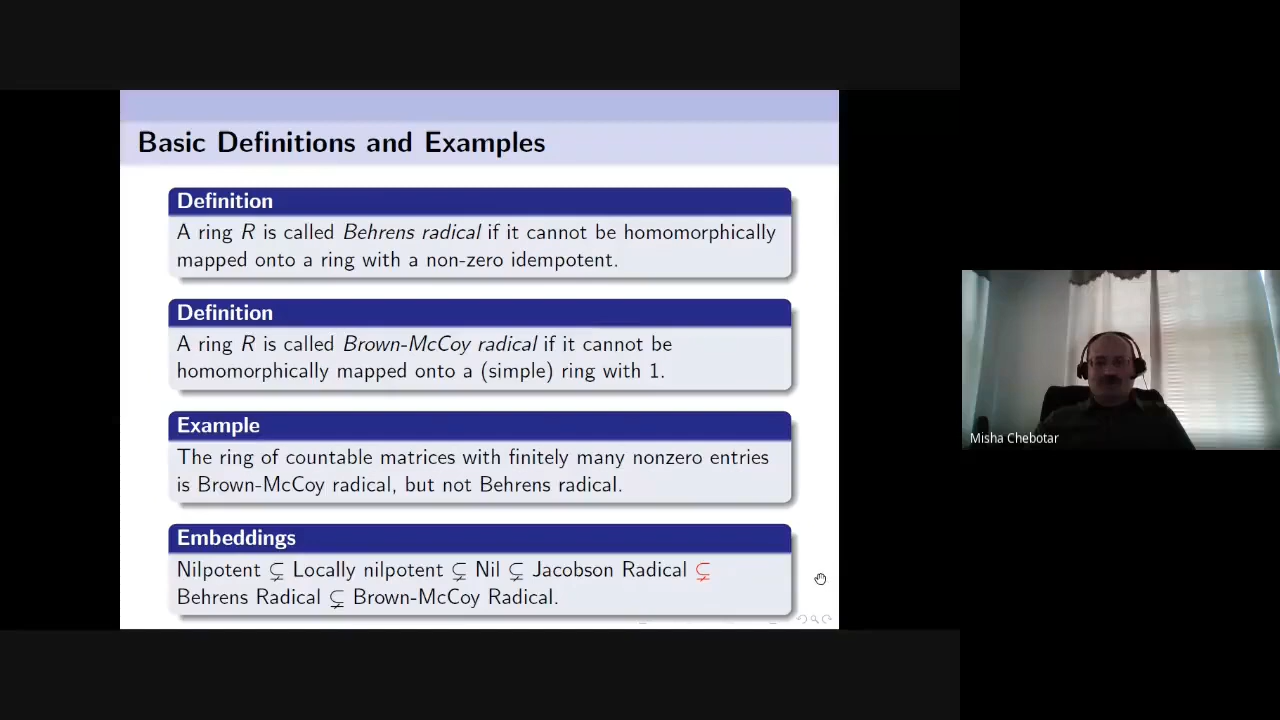 Basic Definitions and Examples
Definition
A ring R is called Behrens radical if it cannot be homomorphically
mapped onto a ring with a non-zero idempotent.
Definition
A ring R is called Brown-McCoy radical if it cannot be
homomorphically mapped onto a (simple) ring with 1.
Example
The ring of countable matrices with finitely many nonzero entries
is Brown-McCoy radical, but not Behrens radical.
Embeddings
Nilpotent ⊊ Locally nilpotent ⊊ Nil ⊊ Jacobson Radical ⊊
Behrens Radical ⊊ Brown-McCoy Radical.
Misha Chebotar